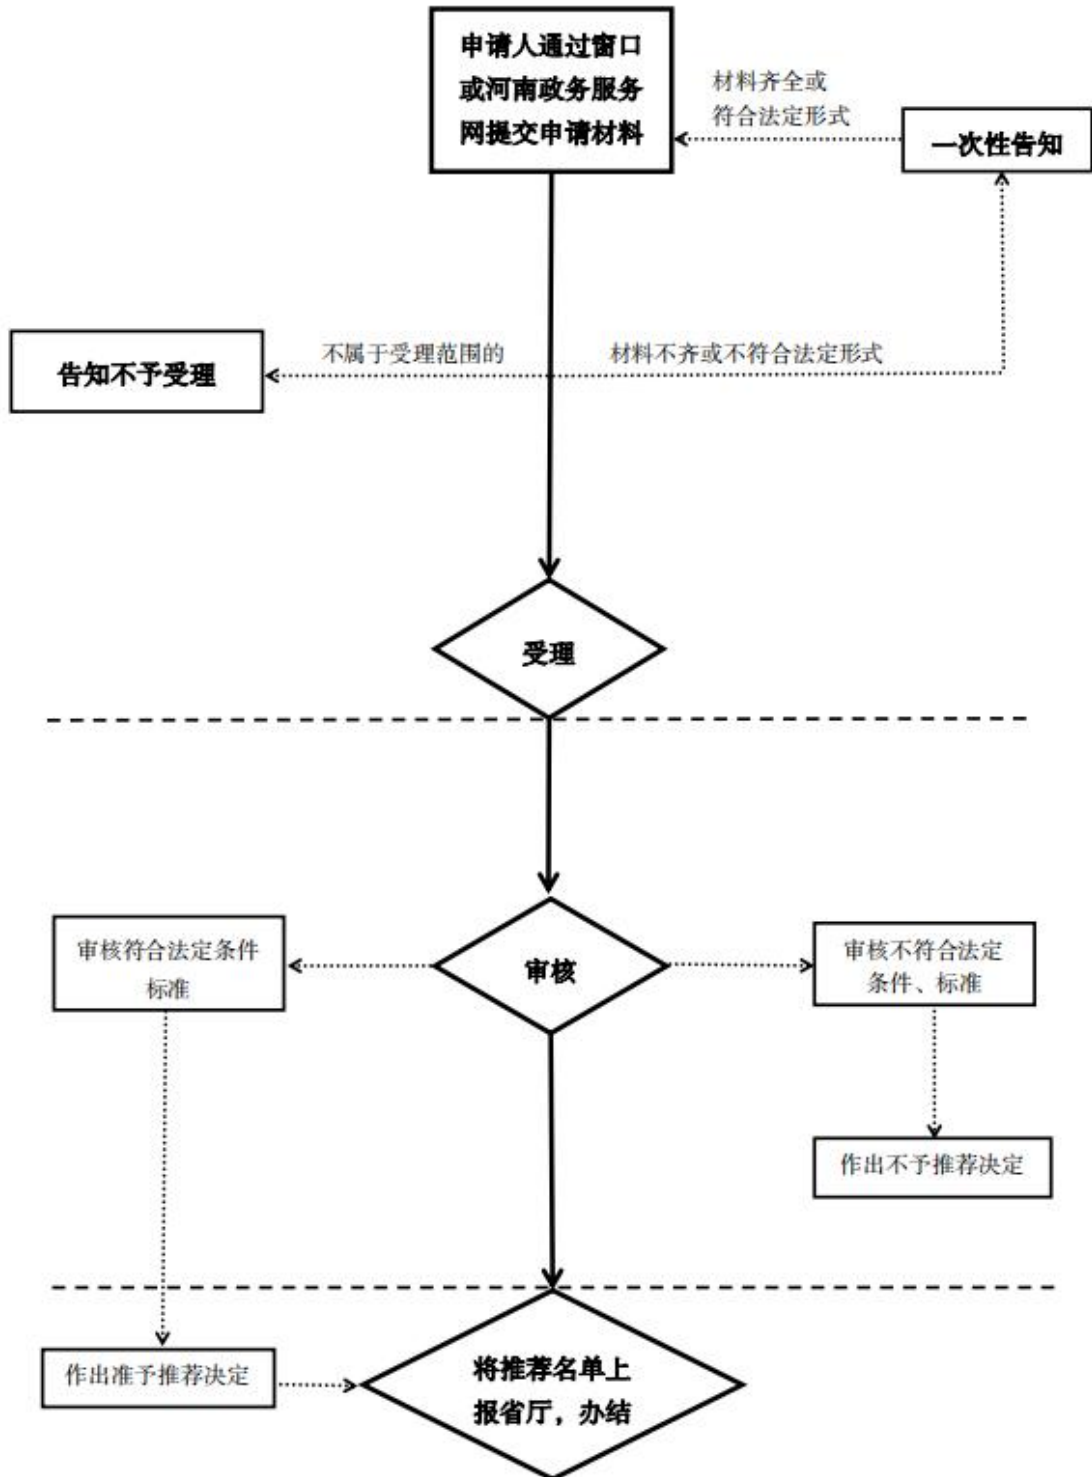 申请人通过窗口
或河南政务服务
网提交申请材料
材料齐全或
符合法定形式
一次性告知
告知不予受理
不属于受理范围的
材料不齐或不符合法定形式
受理
审核符合法定条件
标准
审核
审核不符合法定
条件、标准
作出不予推荐决定
作出准予推荐决定
将推荐名单上
报省厅，办结